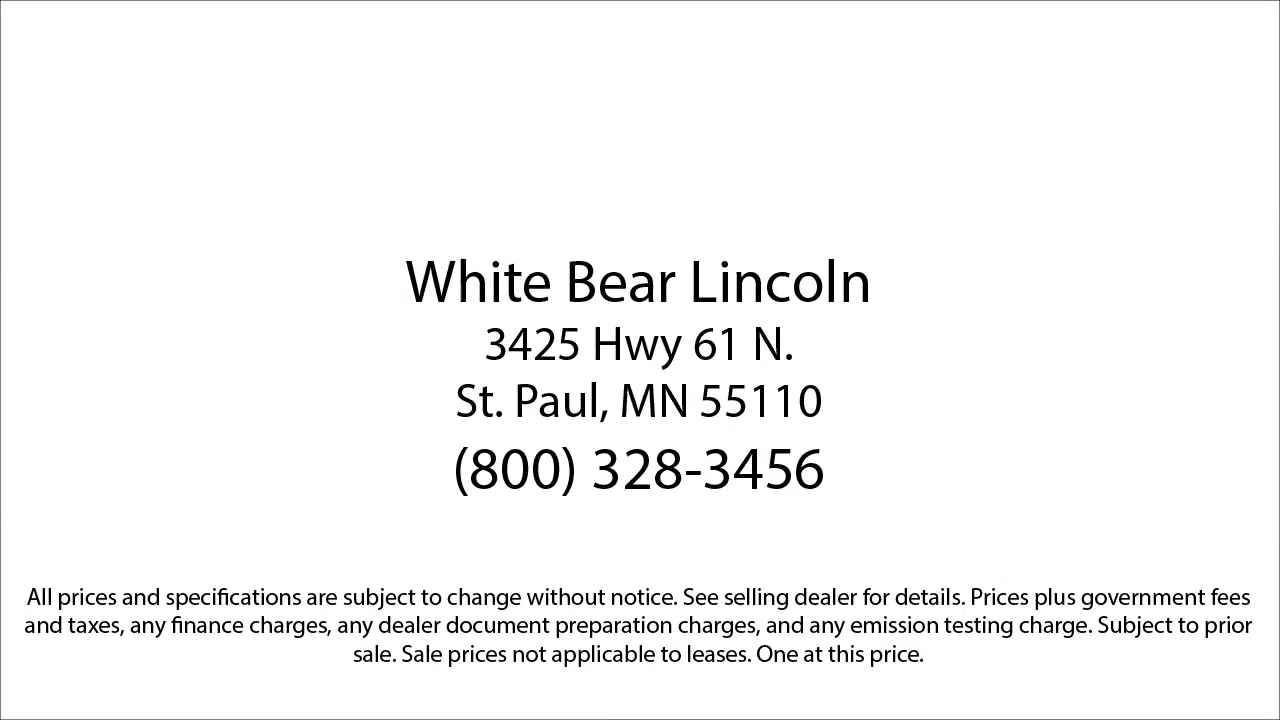 White Bear Lincoln
3425 Hwy 61 N.
St. Paul, MN 55110
(800) 328-3456
All prices and specifications are subject to change without notice. See selling dealer for details. Prices plus government fees
and taxes, any finance charges, any dealer document preparation charges, and any emission testing charge. Subject to prior
sale. Sale prices not applicable to leases. One at this price.